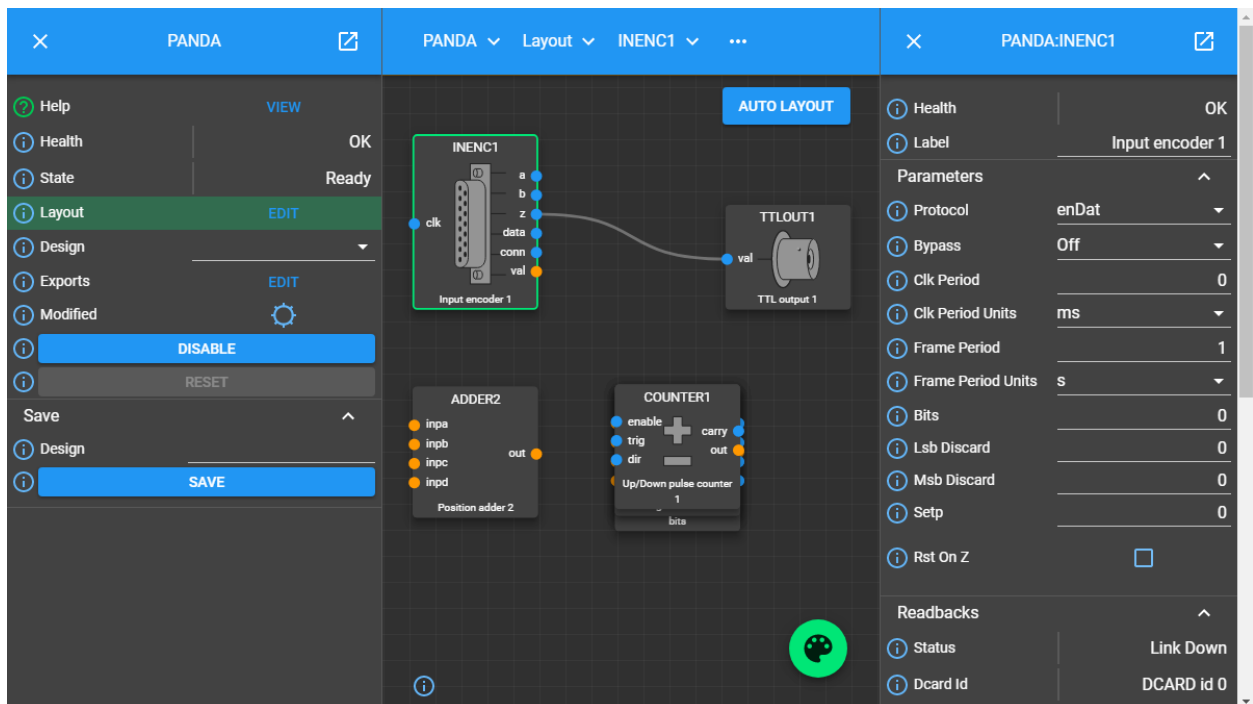 PANDA
Help VIEW
Health OK
State Ready
Layout EDIT
Design
Exports EDIT
Modified
DISABLE
RESET
Save
Design
SAVE
PANDA Layout INENC1 •••
AUTO LAYOUT
INENC1
clk
a
b
z
data
conn
val
Input encoder 1
TTLOUT1
val
TTL output 1
ADDER2
inpa
inpb
inpc
inpd
out
Position adder 2
COUNTER1
enable
trig
dir
carry
out
Up/Down pulse counter
1
bits
PANDA:INENC1
Health OK
Label Input encoder 1
Parameters
Protocol enDat
Bypass Off
Clk Period 0
Clk Period Units ms
Frame Period 1
Frame Period Units s
Bits 0
Lsb Discard 0
Msb Discard 0
Setp 0
Rst On Z
Readbacks
Status Link Down
Dcard Id DCARD id 0